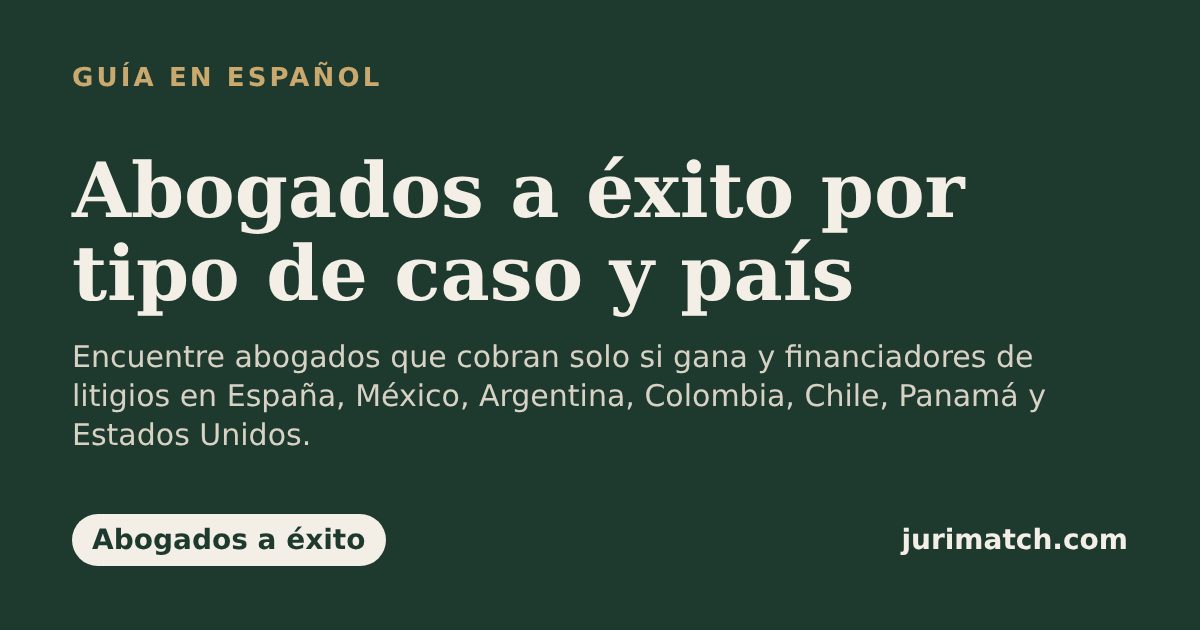 GUÍA EN ESPAÑOL
Abogados a éxito por
tipo de caso y país
Encuentre abogados que cobran solo si gana y financiadores de
litigios en España, México, Argentina, Colombia, Chile, Panamá y
Estados Unidos.
Abogados a éxito
jurimatch.com